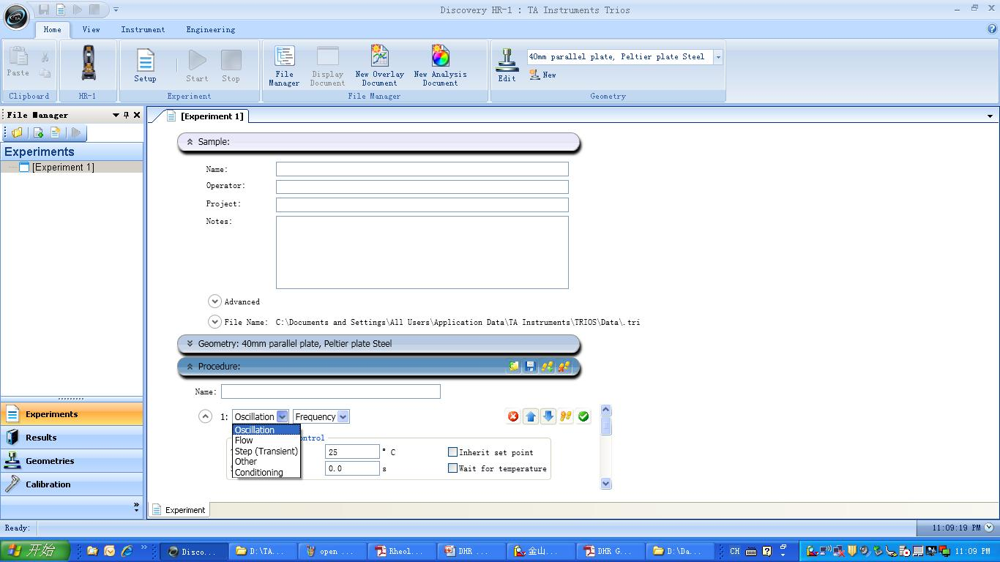 Discovery HR-1 : TA Instruments Trios
Home View Instrument Engineering
Paste
Clipboard
HR-1
Setup
Start
Stop
Experiment
File Manager
Display Document
New Overlay Document
New Analysis Document
File Manager
Edit
40mm parallel plate, Peltier plate Steel
New
Geometry
File Manager
[Experiment 1]
Experiments
[Experiment 1]
Sample:
Name:
Operator:
Project:
Notes:
Advanced
File Name: C:\Documents and Settings\All Users\Application Data\TA Instruments\TRIOS\Data\.tri
Geometry: 40mm parallel plate, Peltier plate Steel
Procedure:
Name:
1: Oscillation Frequency
Oscillation
Flow
Step (Transient)
Other
Conditioning
25 ° C
Inherit set point
0.0 s
Wait for temperature
Experiments
Results
Geometries
Calibration
Experiment
Ready:
11:09:19 PM
开始
Disco...
D:\TA...
open ...
Rheol...
DHR ...
金山...
DHR G...
D:\Da...
CH
11:09 PM